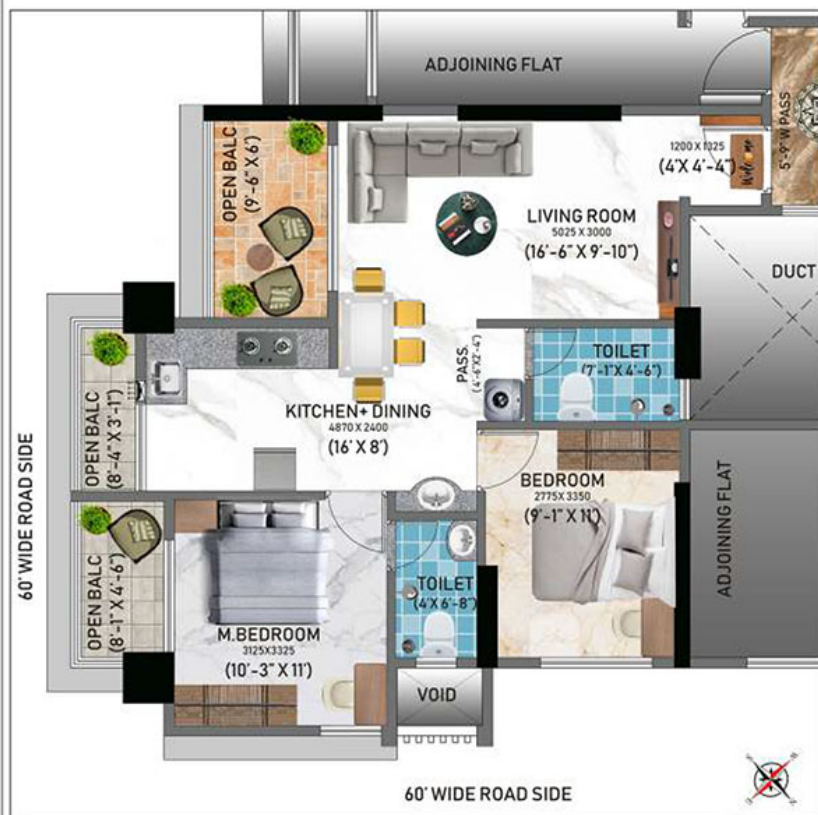 ADJOINING FLAT
5'-9" W PASS
OPEN BALC
(9'-6" X 6')
1200 X 1325
(4'X 4'-4")
Welcome
LIVING ROOM
5025 X 3000
(16'-6" X 9'-10")
DUCT
TOILET
(7'-1"X 4'-6")
PASS.
(4'-6"X2'-4")
OPEN BALC
(8'-4" X 3'-1")
KITCHEN+ DINING
4870 X 2400
(16' X 8')
BEDROOM
2775X 3350
(9'-1" X 11')
ADJOINING FLAT
60' WIDE ROAD SIDE
OPEN BALC
(8'-1" X 4'-6")
TOILET
(4'X 6'-8")
M.BEDROOM
3125X3325
(10'-3" X 11')
VOID
60' WIDE ROAD SIDE